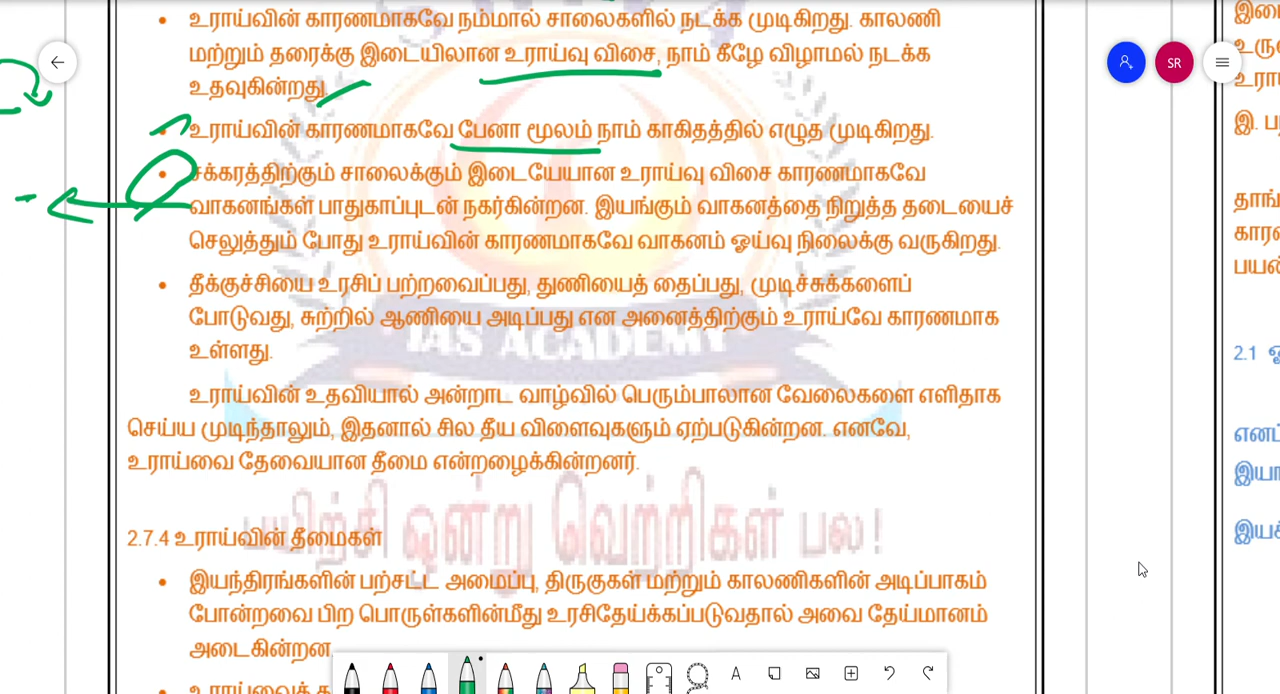 உராய்வின் காரணமாகவே நம்மால் சாலைகளில் நடக்க முடிகிறது. காலணி
மற்றும் தரைக்கு இடையிலான உராய்வு விசை, நாம் கீழே விழாமல் நடக்க
உதவுகின்றது.
உராய்வின் காரணமாகவே பேனா மூலம் நாம் காகிதத்தில் எழுத முடிகிறது.
சக்கரத்திற்கும் சாலைக்கும் இடையேயான உராய்வு விசை காரணமாகவே
வாகனங்கள் பாதுகாப்புடன் நகர்கின்றன. இயங்கும் வாகனத்தை நிறுத்த தடையைச்
செலுத்தும் போது உராய்வின் காரணமாகவே வாகனம் ஓய்வு நிலைக்கு வருகிறது.
தீக்குச்சியை உரசிப் பற்றவைப்பது, துணியைத் தைப்பது, முடிச்சுக்களைப்
போடுவது, சுற்றில் ஆணியை அடிப்பது என அனைத்திற்கும் உராய்வே காரணமாக
உள்ளது.
IAS ACADEMY
உராய்வின் உதவியால் அன்றாட வாழ்வில் பெரும்பாலான வேலைகளை எளிதாக
செய்ய முடிந்தாலும், இதனால் சில தீய விளைவுகளும் ஏற்படுகின்றன. எனவே,
உராய்வை தேவையான தீமை என்றழைக்கின்றனர்.
பயிற்சி ஒன்று வெற்றிகள் பல!
2.7.4 உராய்வின் தீமைகள்
இயந்திரங்களின் பற்சட்ட அமைப்பு, திருகுகள் மற்றும் காலணிகளின் அடிப்பாகம்
போன்றவை பிற பொருள்களின்மீது உரசிதேய்க்கப்படுவதால் அவை தேய்மானம்
அடைகின்றன
SR
இ. ப
தாங்
பயன்
2.1 ஓ
A